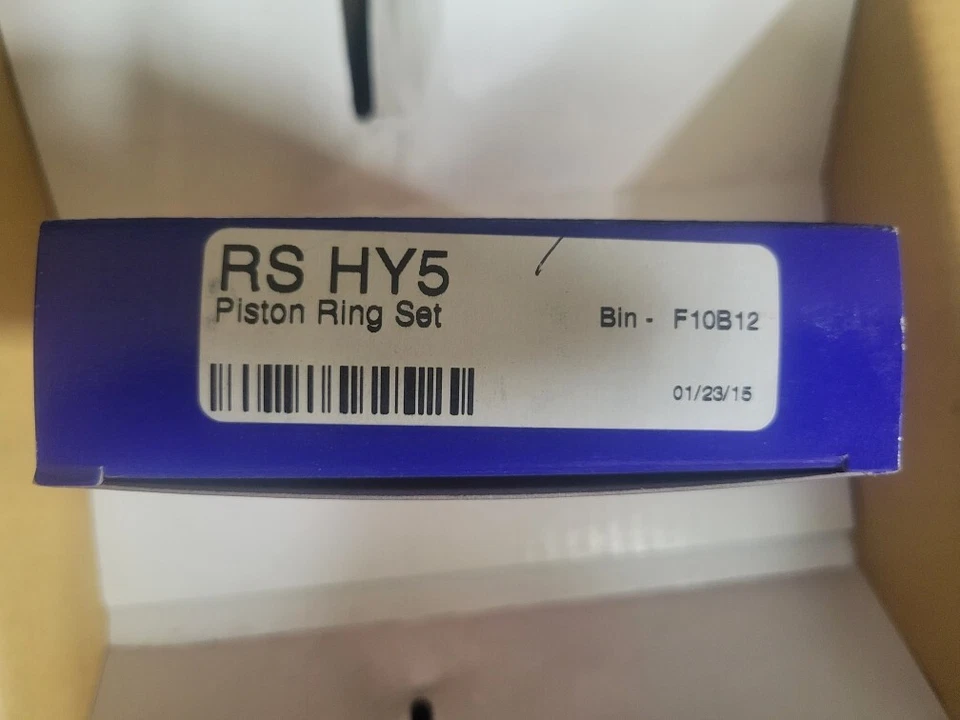 RS HY5
Piston Ring Set
Bin - F10B12
01/23/15